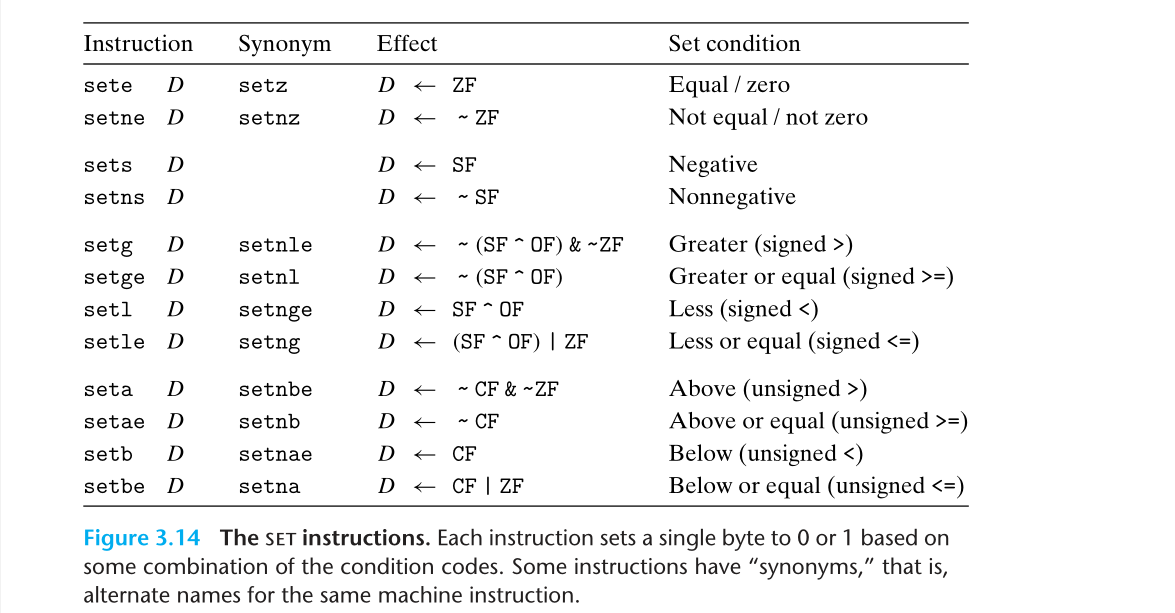 Instruction Synonym Effect Set condition
sete D setz D ← ZF Equal / zero
setne D setnz D ← ~ ZF Not equal / not zero
sets D D ← SF Negative
setns D D ← ~ SF Nonnegative
setg D setnle D ← ~ (SF ^ OF) & ~ZF Greater (signed >)
setge D setnl D ← ~ (SF ^ OF) Greater or equal (signed >=)
setl D setnge D ← SF ^ OF Less (signed <)
setle D setng D ← (SF ^ OF) | ZF Less or equal (signed <=)
seta D setnbe D ← ~ CF & ~ZF Above (unsigned >)
setae D setnb D ← ~ CF Above or equal (unsigned >=)
setb D setnae D ← CF Below (unsigned <)
setbe D setna D ← CF | ZF Below or equal (unsigned <=)
Figure 3.14 The SET instructions. Each instruction sets a single byte to 0 or 1 based on
some combination of the condition codes. Some instructions have “synonyms,” that is,
alternate names for the same machine instruction.